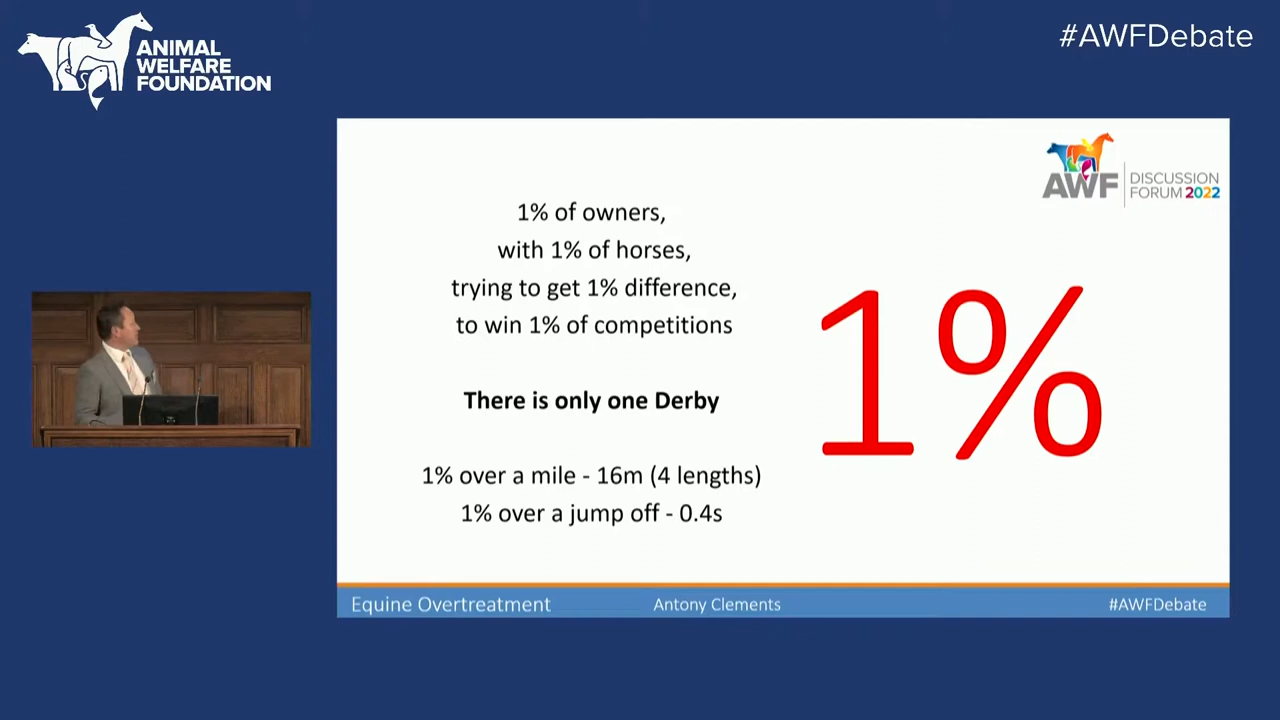 ANIMAL
WELFARE
FOUNDATION
#AWFDebate
AWF
DISCUSSION
FORUM 2022
1% of owners,
with 1% of horses,
trying to get 1% difference,
to win 1% of competitions
There is only one Derby
1% over a mile - 16m (4 lengths)
1% over a jump off - 0.4s
1%
Equine Overtreatment
Antony Clements
#AWFDebate